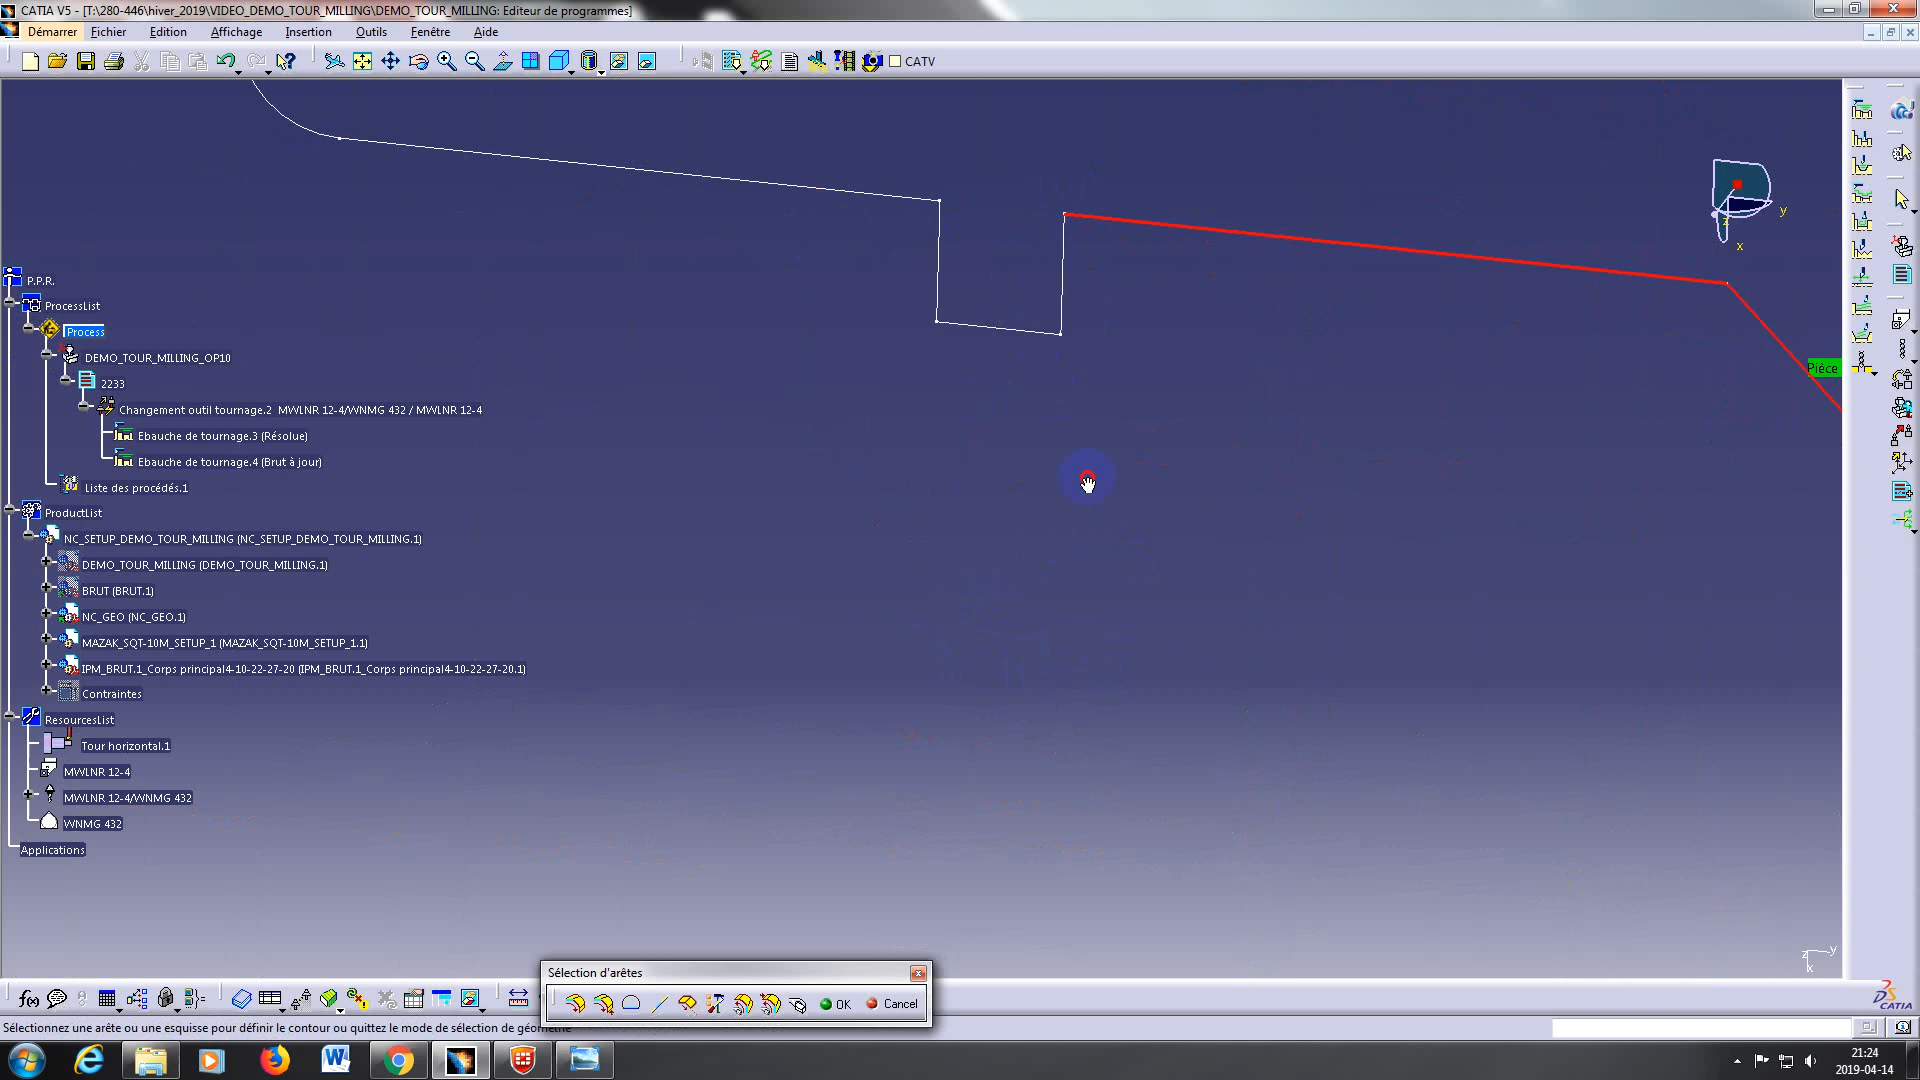 CATIA V5 - [T:\280-446\hiver_2019\VIDEO_DEMO_TOUR_MILLING\DEMO_TOUR_MILLING: Editeur de programmes]
Démarrer Fichier Edition Affichage Insertion Outils Fenêtre Aide
CATV
y
z
x
P.P.R.
ProcessList
Process
DEMO_TOUR_MILLING_OP10
Pièce
2233
Changement outil tournage.2 MWLNR 12-4/WNMG 432 / MWLNR 12-4
Ebauche de tournage.3 (Résolue)
Ebauche de tournage.4 (Brut à jour)
Liste des procédés.1
ProductList
NC_SETUP_DEMO_TOUR_MILLING (NC_SETUP_DEMO_TOUR_MILLING.1)
DEMO_TOUR_MILLING (DEMO_TOUR_MILLING.1)
BRUT (BRUT.1)
NC_GEO (NC_GEO.1)
MAZAK_SQT-10M_SETUP_1 (MAZAK_SQT-10M_SETUP_1.1)
IPM_BRUT.1_Corps principal4-10-22-27-20 (IPM_BRUT.1_Corps principal4-10-22-27-20.1)
Contraintes
ResourcesList
Tour horizontal.1
MWLNR 12-4
MWLNR 12-4/WNMG 432
WNMG 432
Applications
z y
x
Sélection d'arêtes
f(x)
OK Cancel
CATIA
Sélectionnez une arête ou une esquisse pour définir le contour ou quittez le mode de sélection de géométrie
21:24
2019-04-14